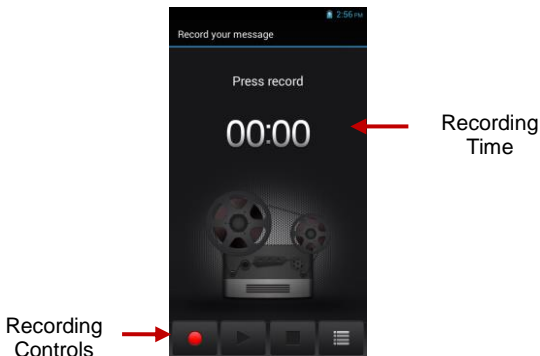 2:56 PM
Record your message
Press record
00:00
Recording
Time
Recording
Controls